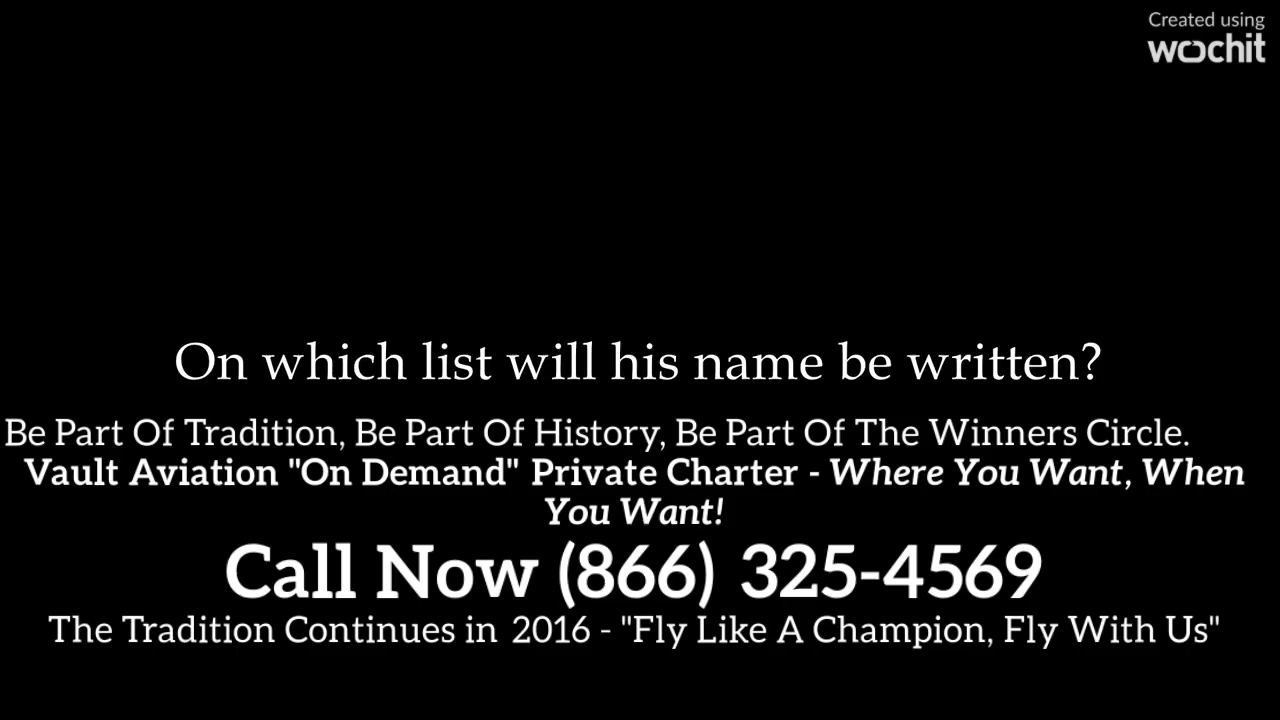 Created using
woochit
On which list will his name be written?
Be Part Of Tradition, Be Part Of History, Be Part Of The Winners Circle.
Vault Aviation "On Demand" Private Charter - Where You Want, When
You Want!
Call Now (866) 325-4569
The Tradition Continues in 2016 - "Fly Like A Champion, Fly With Us"